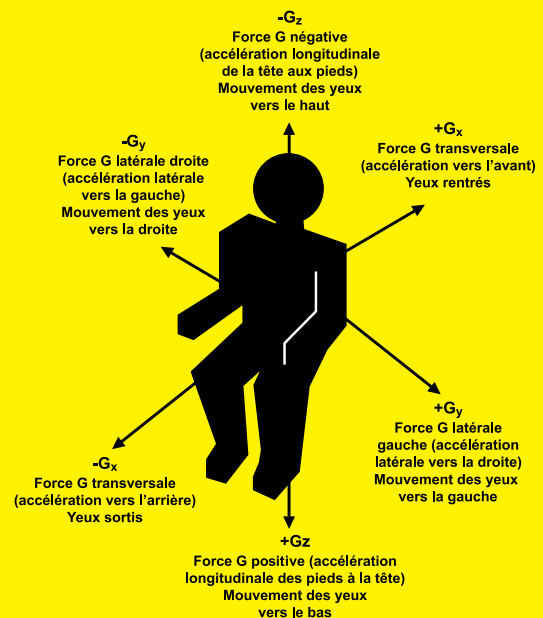 -Gz
Force G négative
(accélération longitudinale
de la tête aux pieds)
Mouvement des yeux
vers le haut
-Gy
Force G latérale droite
(accélération latérale
vers la gauche)
Mouvement des yeux
vers la droite
+Gx
Force G transversale
(accélération vers l'avant)
Yeux rentrés
-Gx
Force G transversale
(accélération vers l'arrière)
Yeux sortis
+Gy
Force G latérale
gauche (accélération
latérale vers la droite)
Mouvement des yeux
vers la gauche
+Gz
Force G positive (accélération
longitudinale des pieds à la tête)
Mouvement des yeux
vers le bas